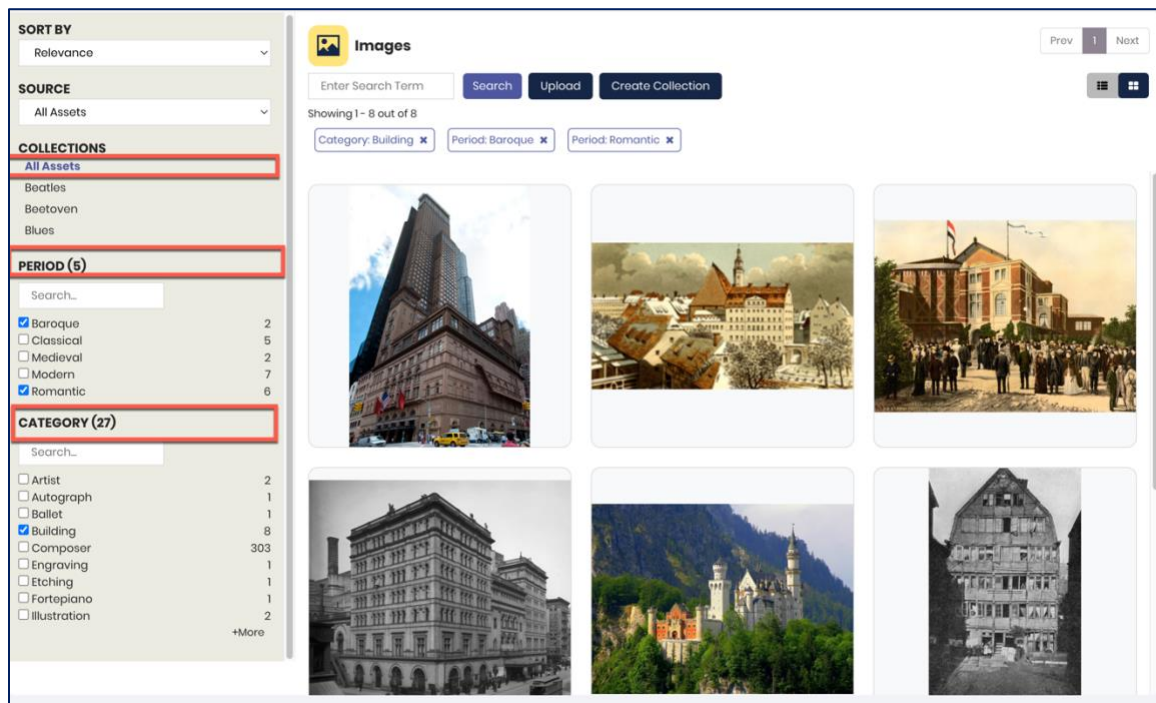 SORT BY
Relevance
SOURCE
All Assets
COLLECTIONS
All Assets
Beatles
Beetoven
Blues
PERIOD (5)
Search...
Baroque 2
Classical 5
Medieval 2
Modern 7
Romantic 6
CATEGORY (27)
Search...
Artist 2
Autograph 1
Ballet 1
Building 8
Composer 303
Engraving 1
Etching 1
Fortepiano 1
Illustration 2
+More
Images
Prev 1 Next
Enter Search Term Search Upload Create Collection
Showing 1 - 8 out of 8
Category: Building Period: Baroque Period: Romantic